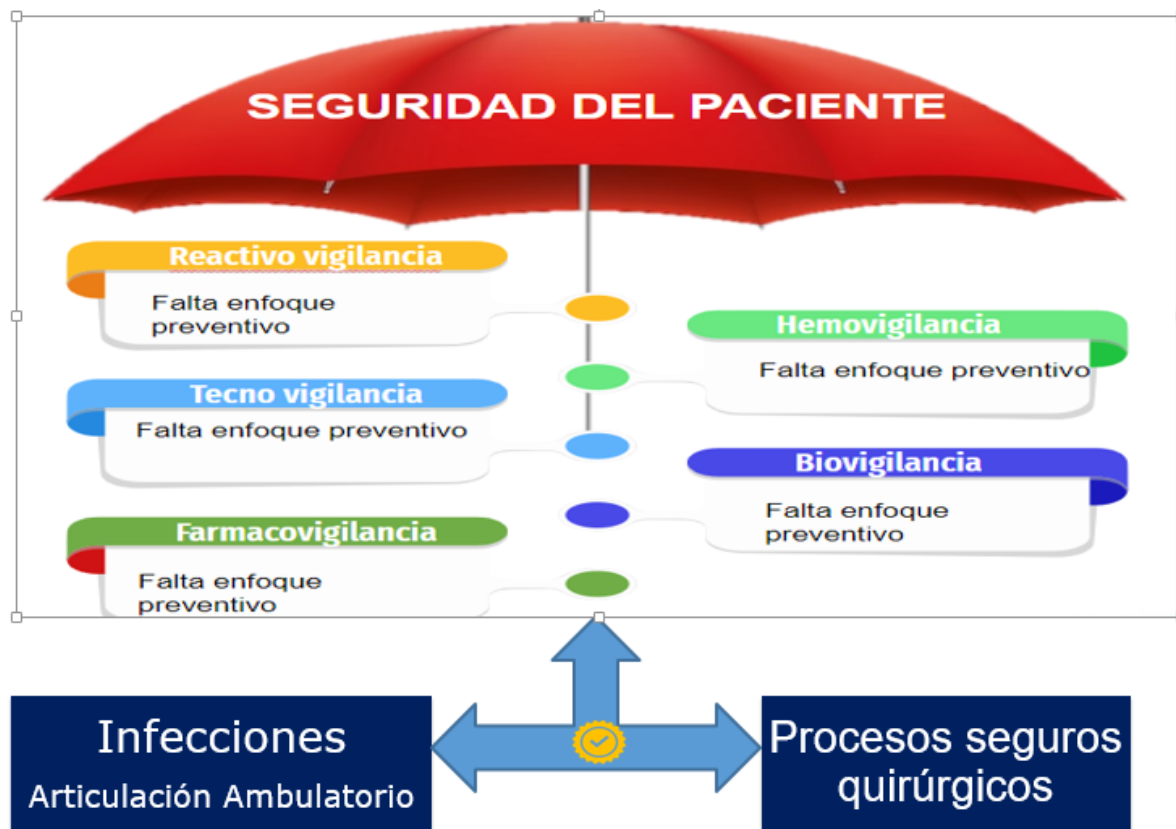 SEGURIDAD DEL PACIENTE
Reactivo vigilancia
Falta enfoque
preventivo
Hemovigilancia
Falta enfoque preventivo
Tecno vigilancia
Falta enfoque preventivo
Biovigilancia
Falta enfoque
preventivo
Farmacovigilancia
Falta enfoque
preventivo
Infecciones
Articulación Ambulatorio
Procesos seguros
quirúrgicos